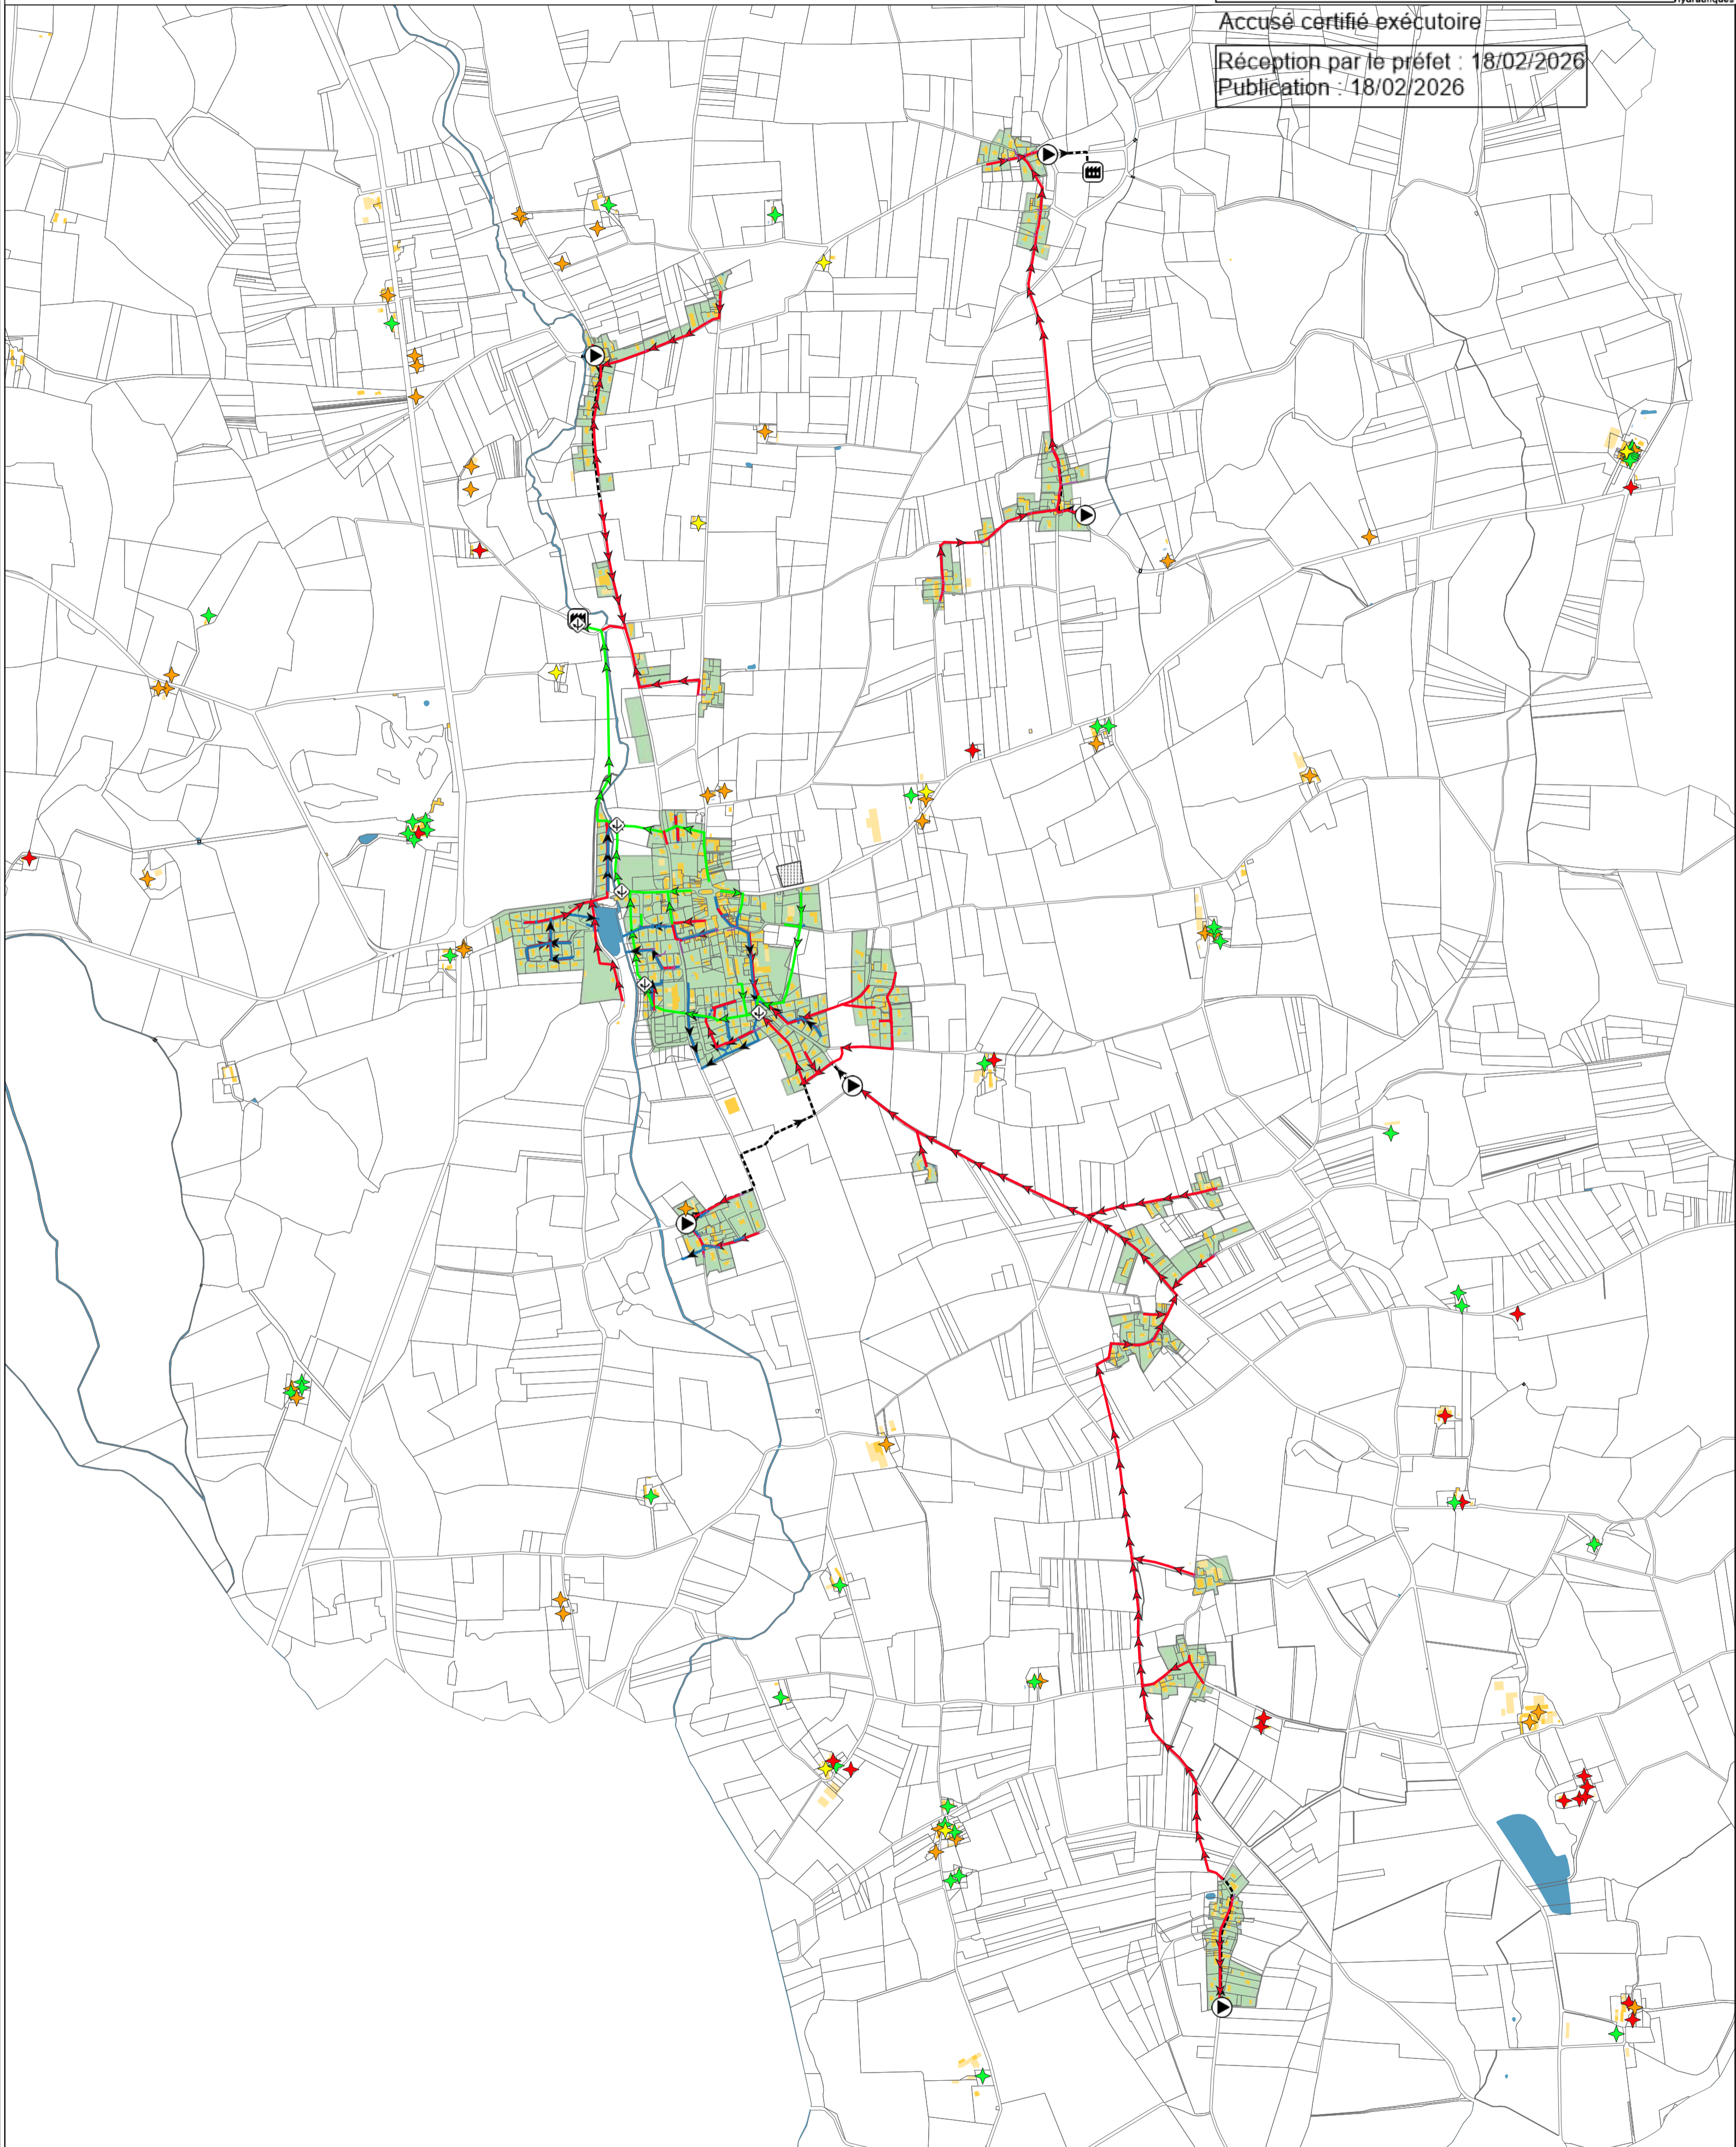 Accusé certifié exécutoire
Réception par le préfet : 18/02/2026
Publication : 18/02/2026